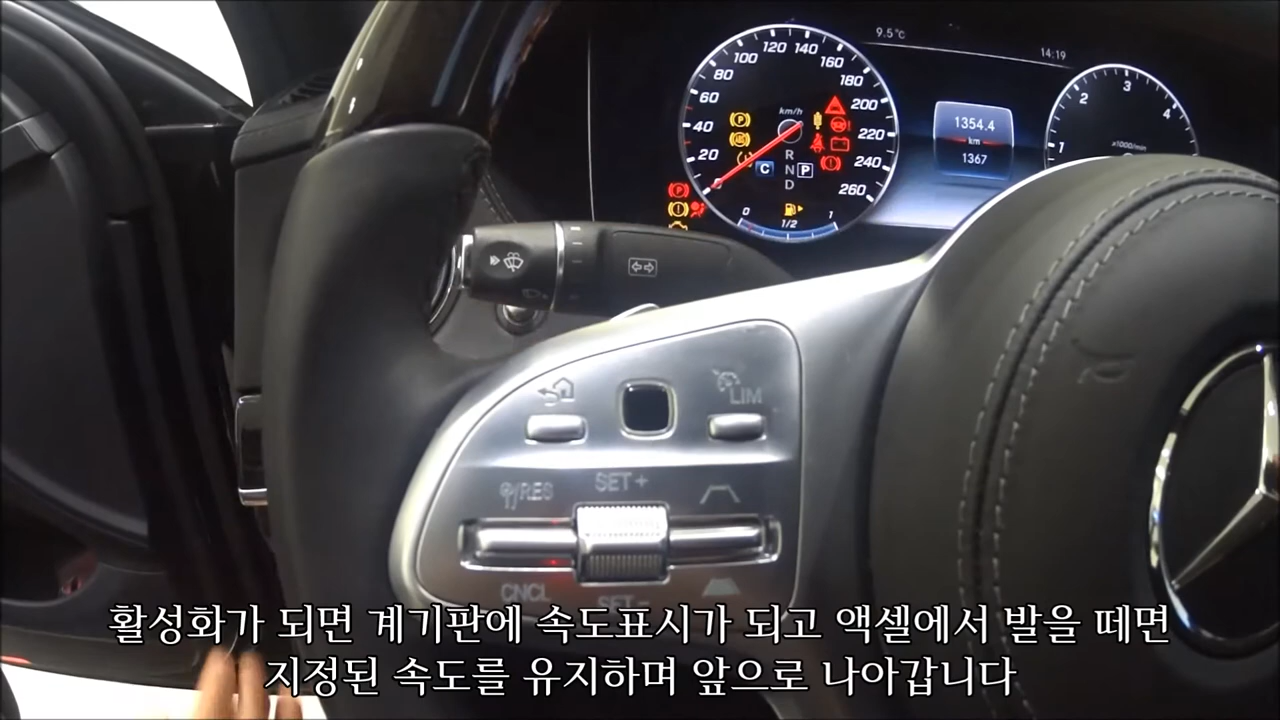 9.5°C
14:19
120 140
100 160
80 180
60 200
40 220
20 240
260
km/h
R
N P
D
C
0 1/2 1
1354.4
km
1367
1 2 3 4
x1000/min
LIM
RES SET+
CNCL SET-
활성화가 되면 계기판에 속도표시가 되고 액셀에서 발을 떼면
지정된 속도를 유지하며 앞으로 나아갑니다